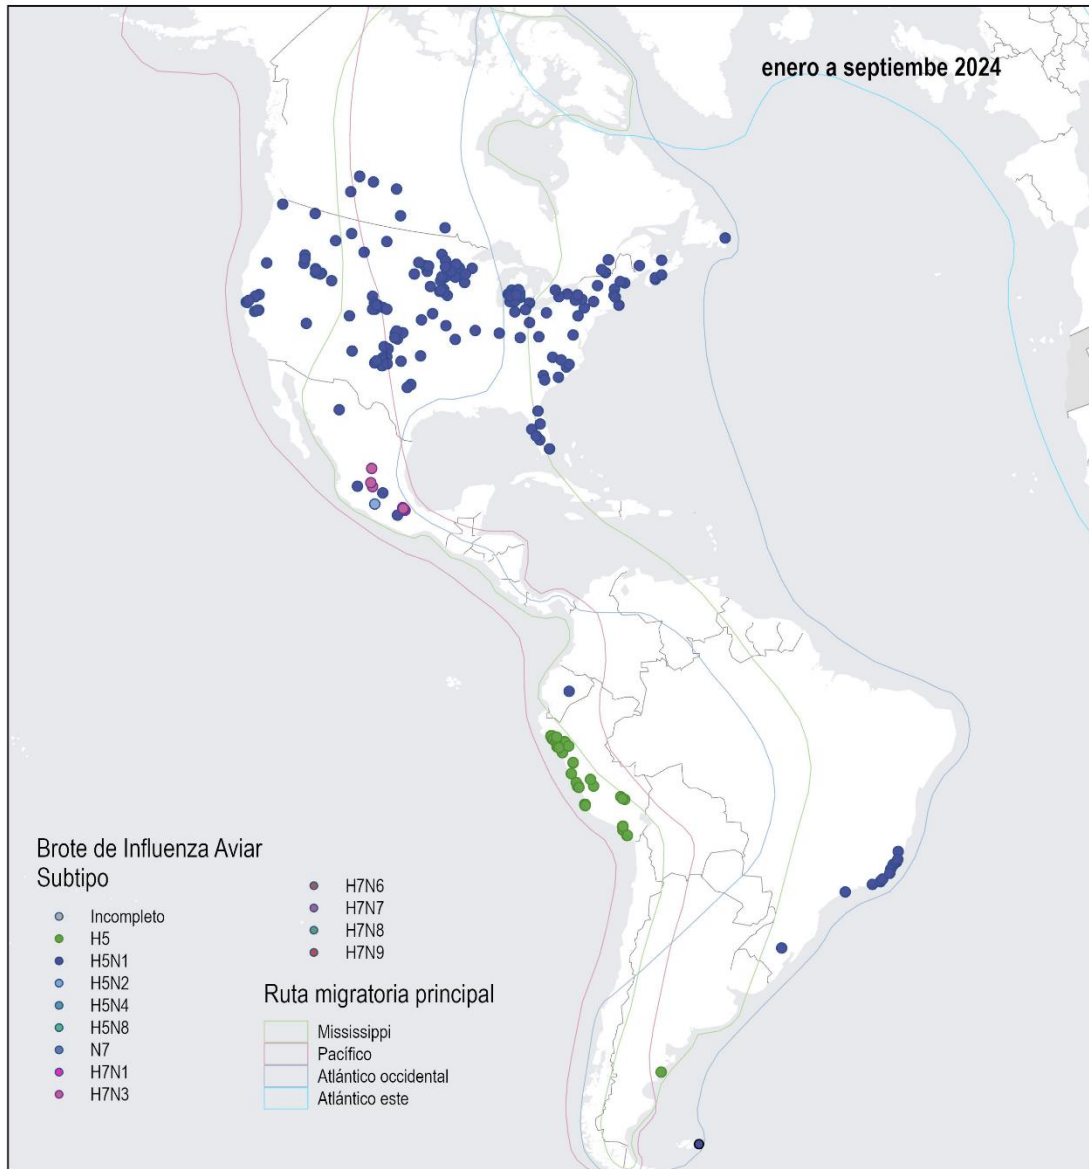 enero a septiembe 2024
Brote de Influenza Aviar
Subtipo
Incompleto
H5
H5N1
H5N2
H5N4
H5N8
N7
H7N1
H7N3
H7N6
H7N7
H7N8
H7N9
Ruta migratoria principal
Mississippi
Pacífico
Atlántico occidental
Atlántico este